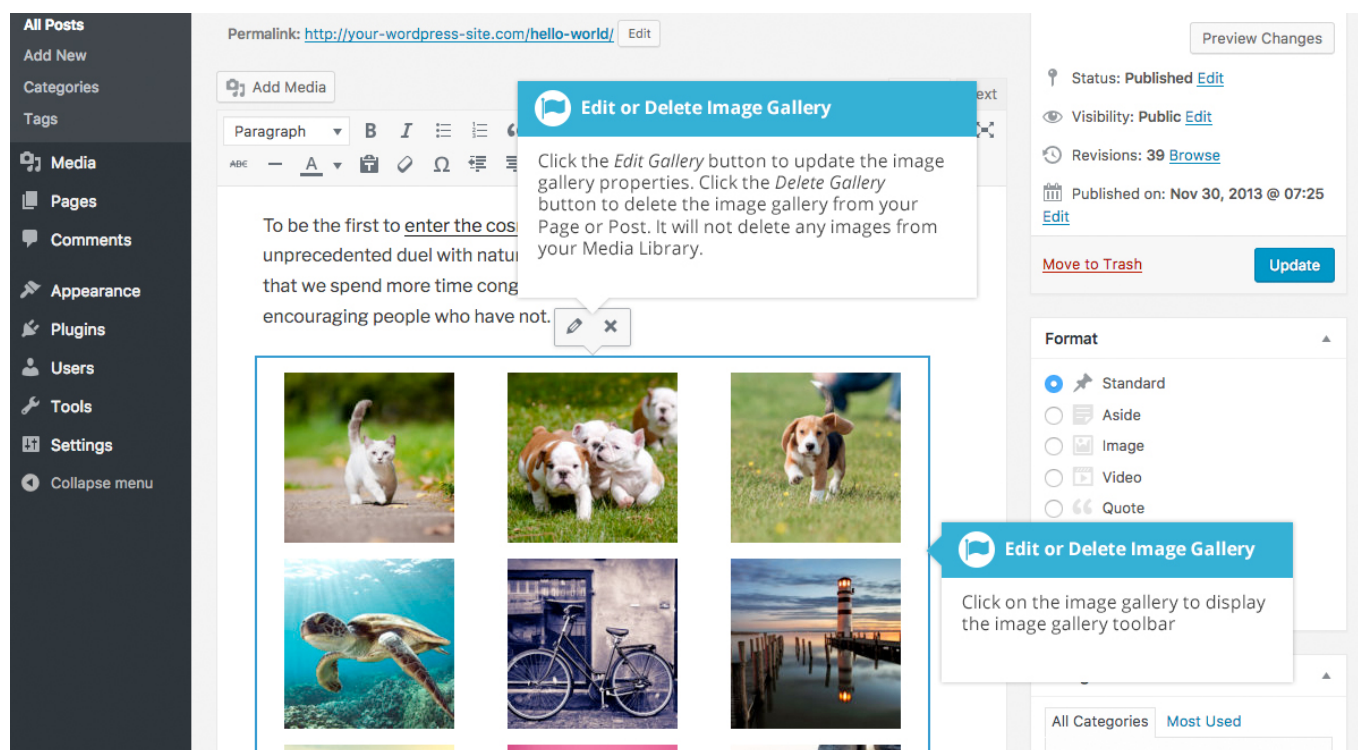 All Posts
Add New
Categories
Tags
Media
Pages
Comments
Appearance
Plugins
Users
Tools
Settings
Collapse menu
Permalink: http://your-wordpress-site.com/hello-world/ Edit
Add Media
Paragraph B I
ABC A Ω
To be the first to enter the
unprecedented duel with
that we spend more time
encouraging people who have not.
Edit or Delete Image Gallery
Click the Edit Gallery button to update the image
gallery properties. Click the Delete Gallery
button to delete the image gallery from your
Page or Post. It will not delete any images from
your Media Library.
Preview Changes
Status: Published Edit
Visibility: Public Edit
Revisions: 39 Browse
Published on: Nov 30, 2013 @ 07:25
Edit
Move to Trash Update
Format
Standard
Aside
Image
Video
Quote
Edit or Delete Image Gallery
Click on the image gallery to display
the image gallery toolbar
All Categories Most Used